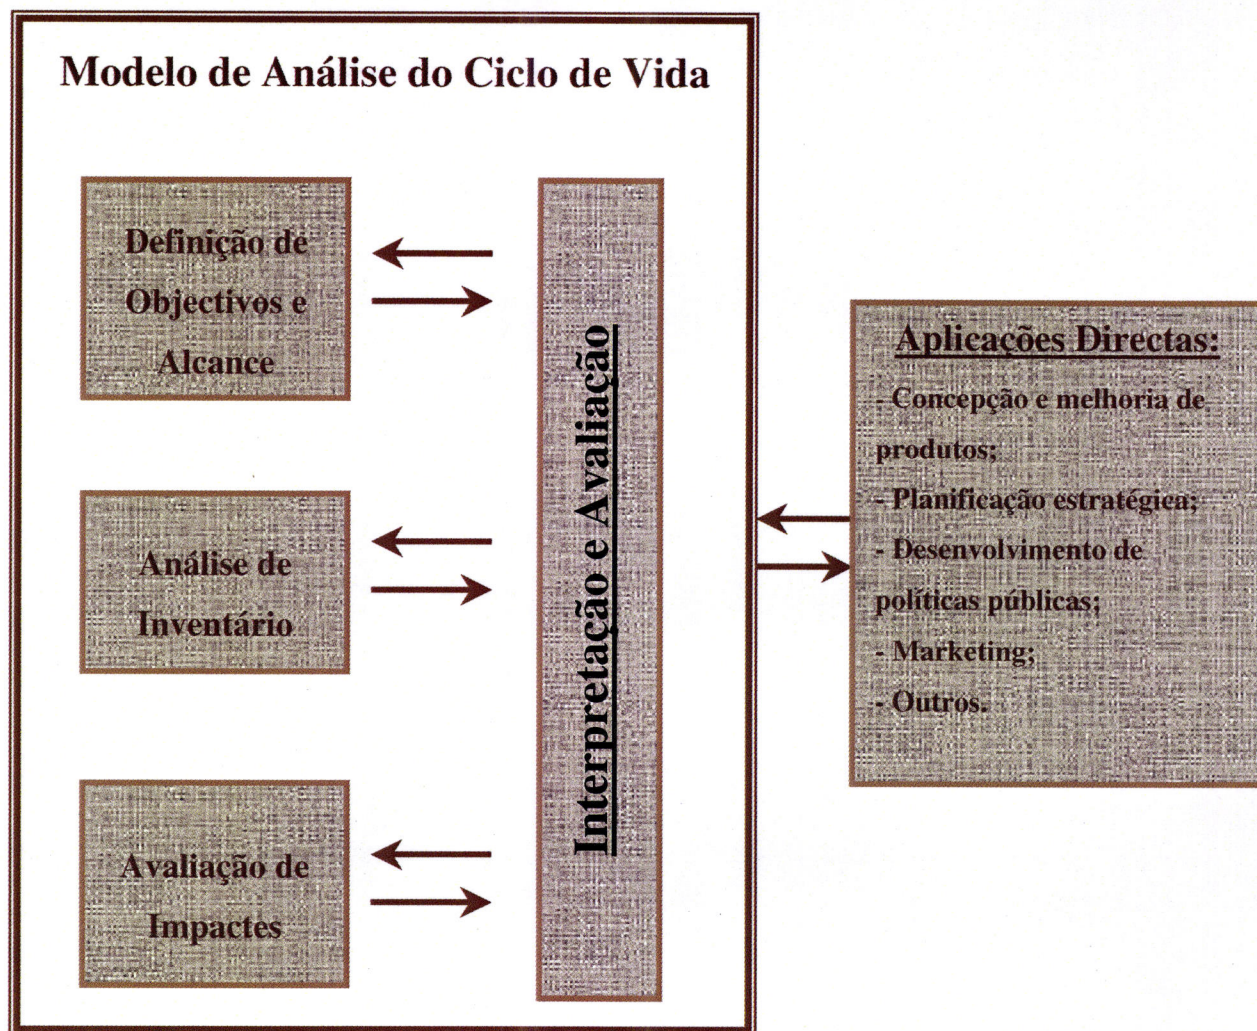 Modelo de Análise do Ciclo de Vida
Definição de
Objectivos e
Alcance
Análise de
Inventário
Avaliação de
Impactes
Interpretação e Avaliação
Aplicações Directas:
- Concepção e melhoria de
produtos;
- Planificação estratégica;
- Desenvolvimento de
políticas públicas;
- Marketing;
- Outros.